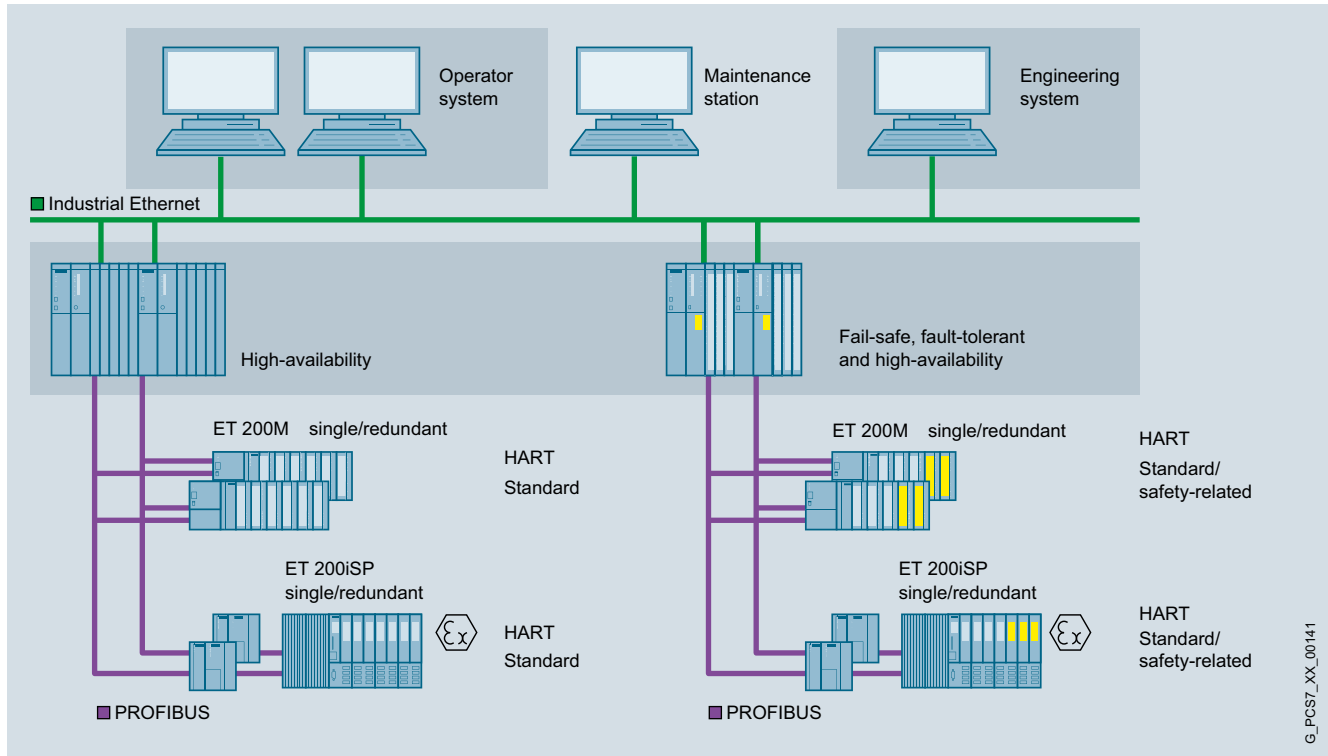 Operator
system
Maintenance
station
Engineering
system
Industrial Ethernet
High-availability
Fail-safe, fault-tolerant
and high-availability
ET 200M single/redundant
HART
Standard
ET 200iSP
single/redundant
Ex
HART
Standard
PROFIBUS
ET 200M single/redundant
HART
Standard/
safety-related
ET 200iSP
single/redundant
Ex
HART
Standard/
safety-related
PROFIBUS
G_PCS7_XX_00141